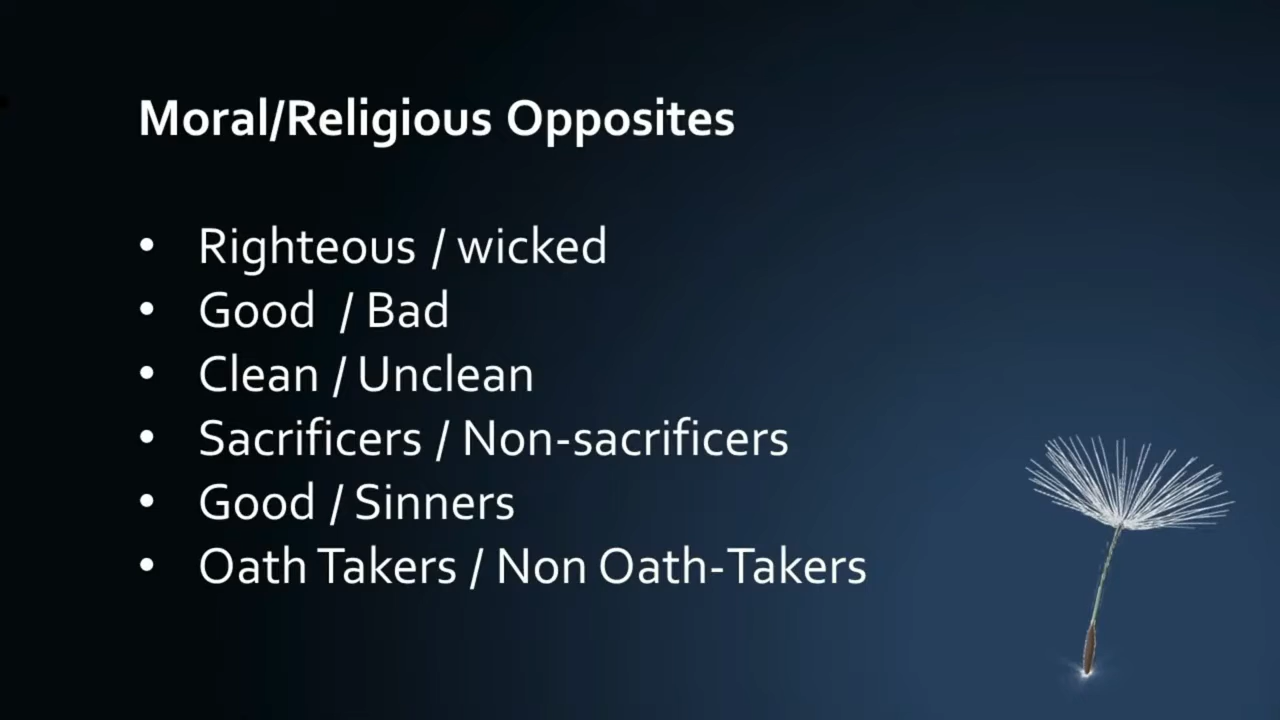 Moral/Religious Opposites
• Righteous / wicked
• Good / Bad
• Clean / Unclean
• Sacrificers / Non-sacrificers
• Good / Sinners
• Oath Takers / Non Oath-Takers